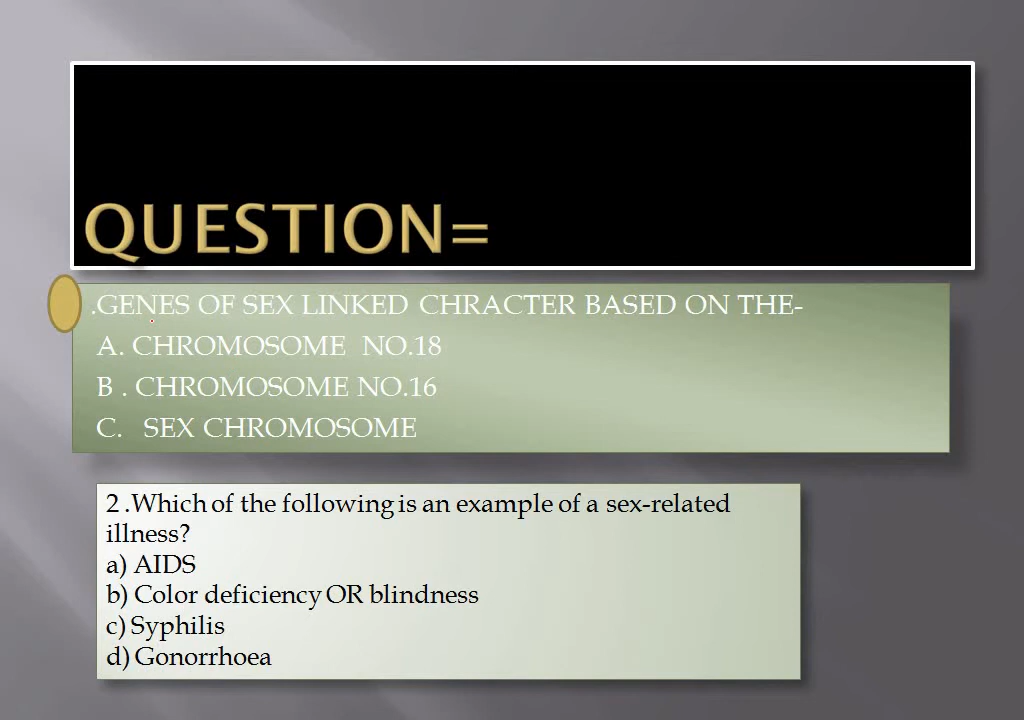 QUESTION=
.GENES OF SEX LINKED CHRACTER BASED ON THE-
A. CHROMOSOME NO.18
B . CHROMOSOME NO.16
C. SEX CHROMOSOME
2 .Which of the following is an example of a sex-related
illness?
a) AIDS
b) Color deficiency OR blindness
c) Syphilis
d) Gonorrhoea